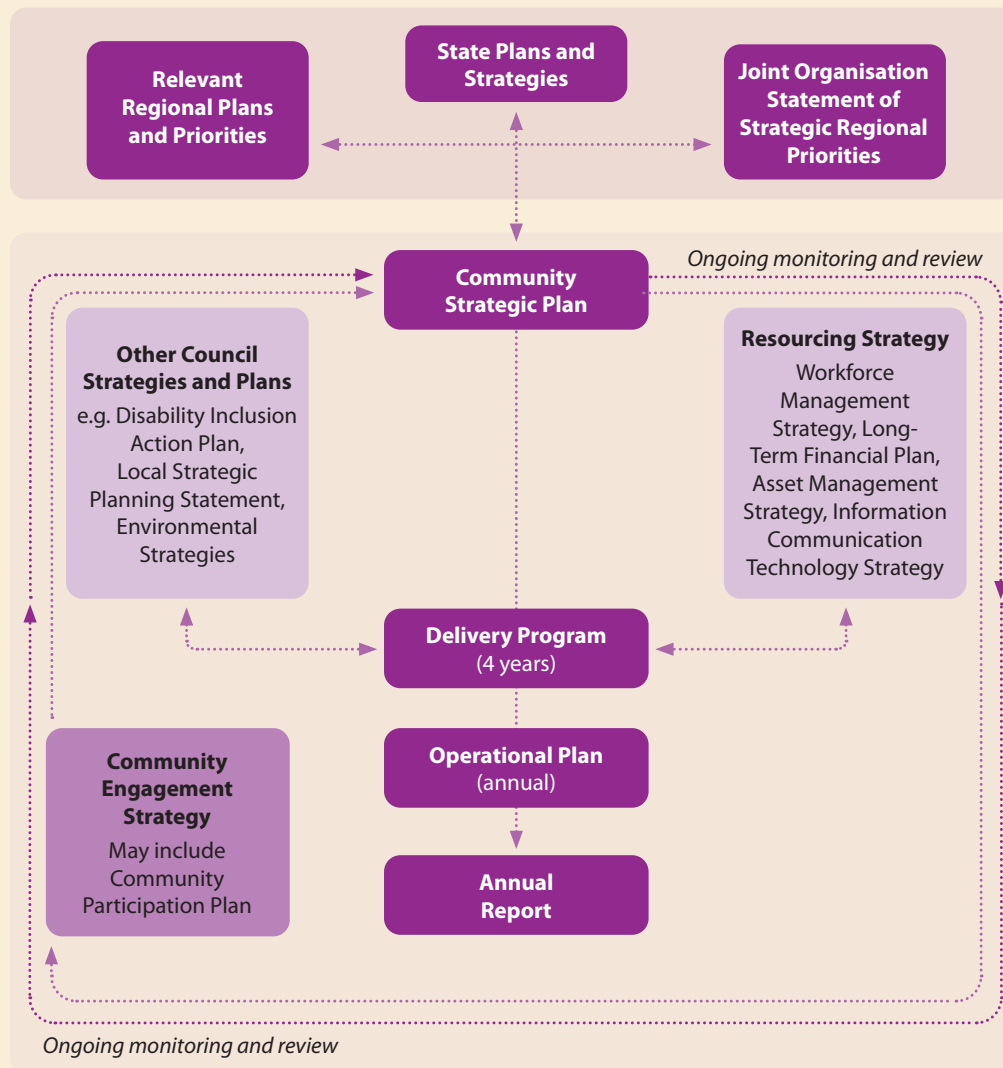 Relevant
Regional Plans
and Priorities
State Plans and
Strategies
Joint Organisation
Statement of
Strategic Regional
Priorities
Community
Strategic Plan
Ongoing monitoring and review
Other Council
Strategies and Plans
e.g. Disability Inclusion
Action Plan,
Local Strategic
Planning Statement,
Environmental
Strategies
Resourcing Strategy
Workforce
Management
Strategy, Long-
Term Financial Plan,
Asset Management
Strategy, Information
Communication
Technology Strategy
Delivery Program
(4 years)
Community
Engagement
Strategy
May include
Community
Participation Plan
Operational Plan
(annual)
Annual
Report
Ongoing monitoring and review